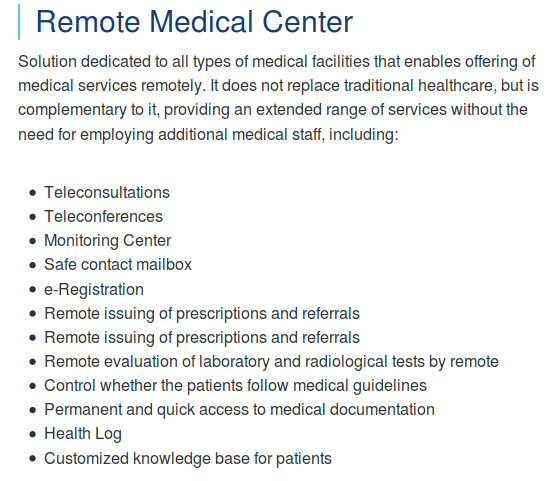 Remote Medical Center
Solution dedicated to all types of medical facilities that enables offering of
medical services remotely. It does not replace traditional healthcare, but is
complementary to it, providing an extended range of services without the
need for employing additional medical staff, including:
• Teleconsultations
• Teleconferences
• Monitoring Center
• Safe contact mailbox
• e-Registration
• Remote issuing of prescriptions and referrals
• Remote issuing of prescriptions and referrals
• Remote evaluation of laboratory and radiological tests by remote
• Control whether the patients follow medical guidelines
• Permanent and quick access to medical documentation
• Health Log
• Customized knowledge base for patients